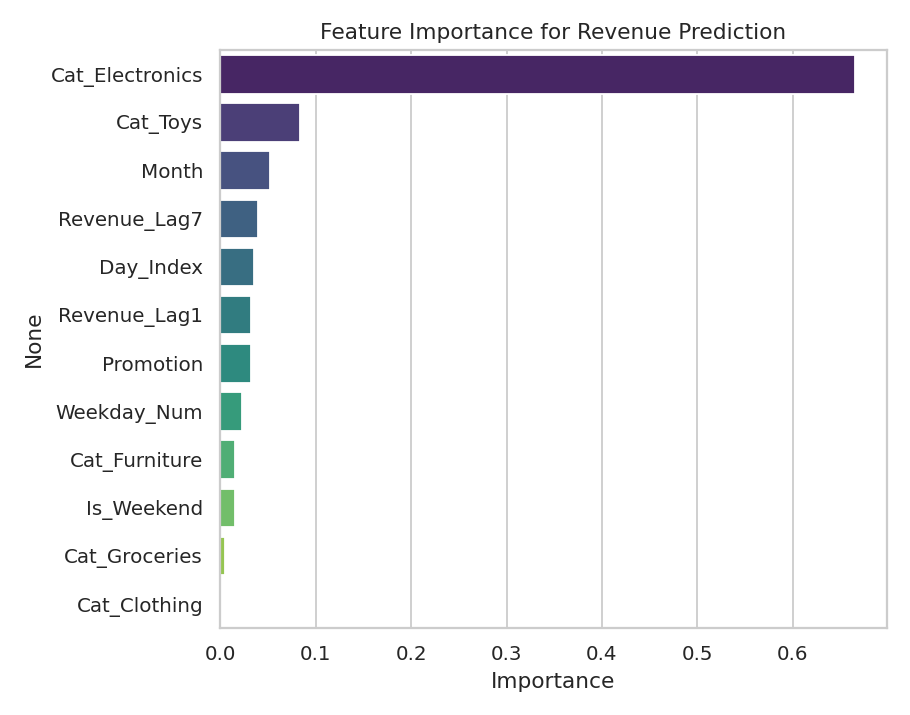 Feature Importance for Revenue Prediction
Cat_Electronics
Cat_Toys
Month
Revenue_Lag7
Day_Index
Revenue_Lag1
Promotion
Weekday_Num
Cat_Furniture
Is_Weekend
Cat_Groceries
Cat_Clothing
None
0.0 0.1 0.2 0.3 0.4 0.5 0.6
Importance